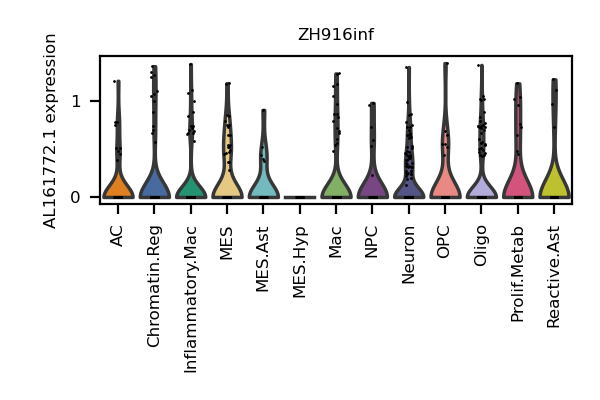 ZH916inf
AL161772.1 expression
1
0
AC
Chromatin.Reg
Inflammatory.Mac
MES
MES.Ast
MES.Hyp
Mac
NPC
Neuron
OPC
Oligo
Prolif.Metab
Reactive.Ast